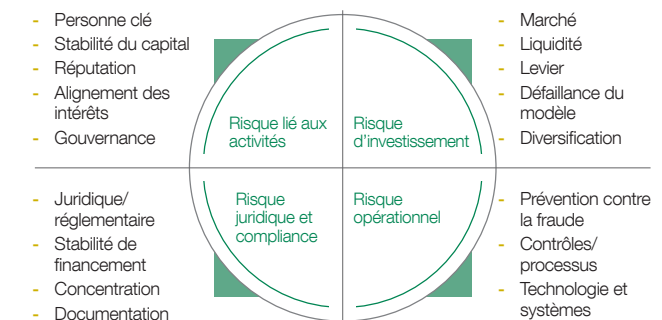 - Personne clé
- Stabilité du capital
- Réputation
- Alignement des
intérêts
- Gouvernance
Risque lié aux
activités
Risque
d'investissement
- Marché
- Liquidité
- Levier
- Défaillance du
modèle
- Diversification
- Juridique/
réglementaire
- Stabilité de
financement
- Concentration
- Documentation
Risque
juridique et
compliance
Risque
opérationnel
- Prévention contre
la fraude
- Contrôles/
processus
- Technologie et
systèmes